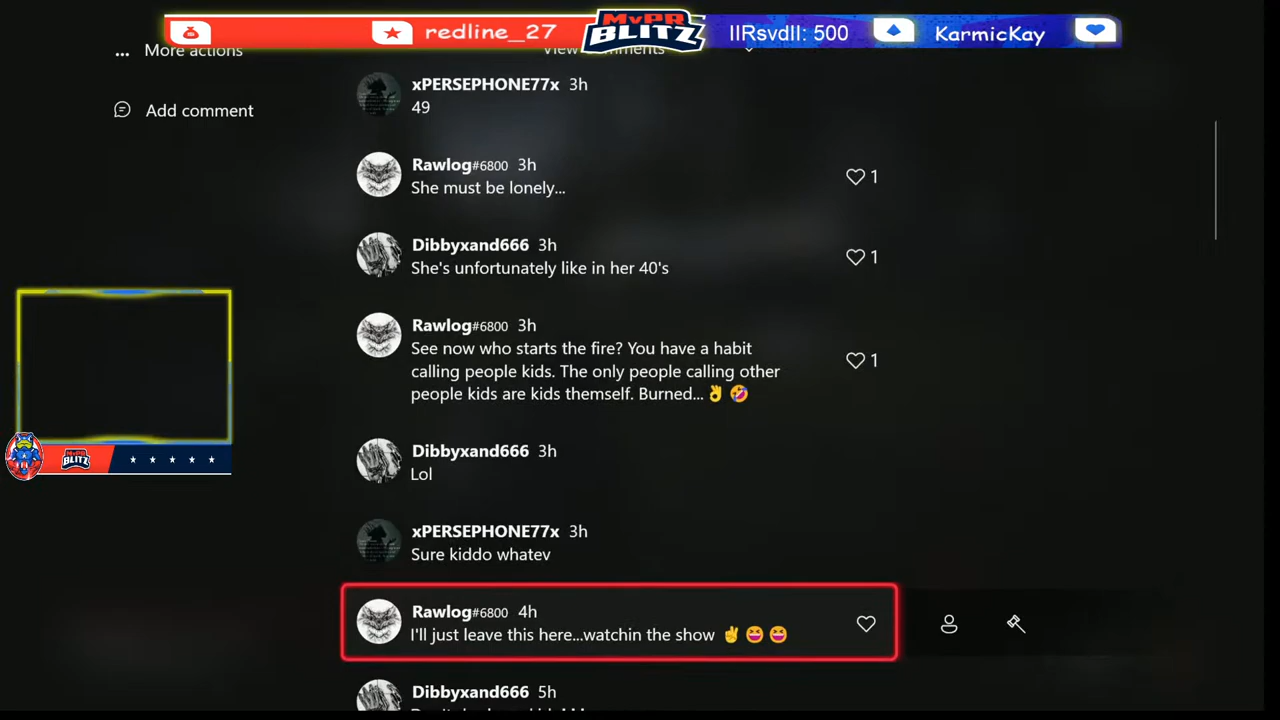 redline_27
MvPR
BLITZ
IIRsvdII: 500
KarmicKay
... More actions
View comments
Add comment
xPERSEPHONE77x 3h
49
Rawlog#6800 3h
She must be lonely...
1
Dibbyxand666 3h
She's unfortunately like in her 40's
1
Rawlog#6800 3h
See now who starts the fire? You have a habit
calling people kids. The only people calling other
people kids are kids themself. Burned...👌🤣
1
Dibbyxand666 3h
Lol
xPERSEPHONE77x 3h
Sure kiddo whatev
MvPR
BLITZ
Rawlog#6800 4h
I'll just leave this here...watchin the show ✌😆😆
Dibbyxand666 5h